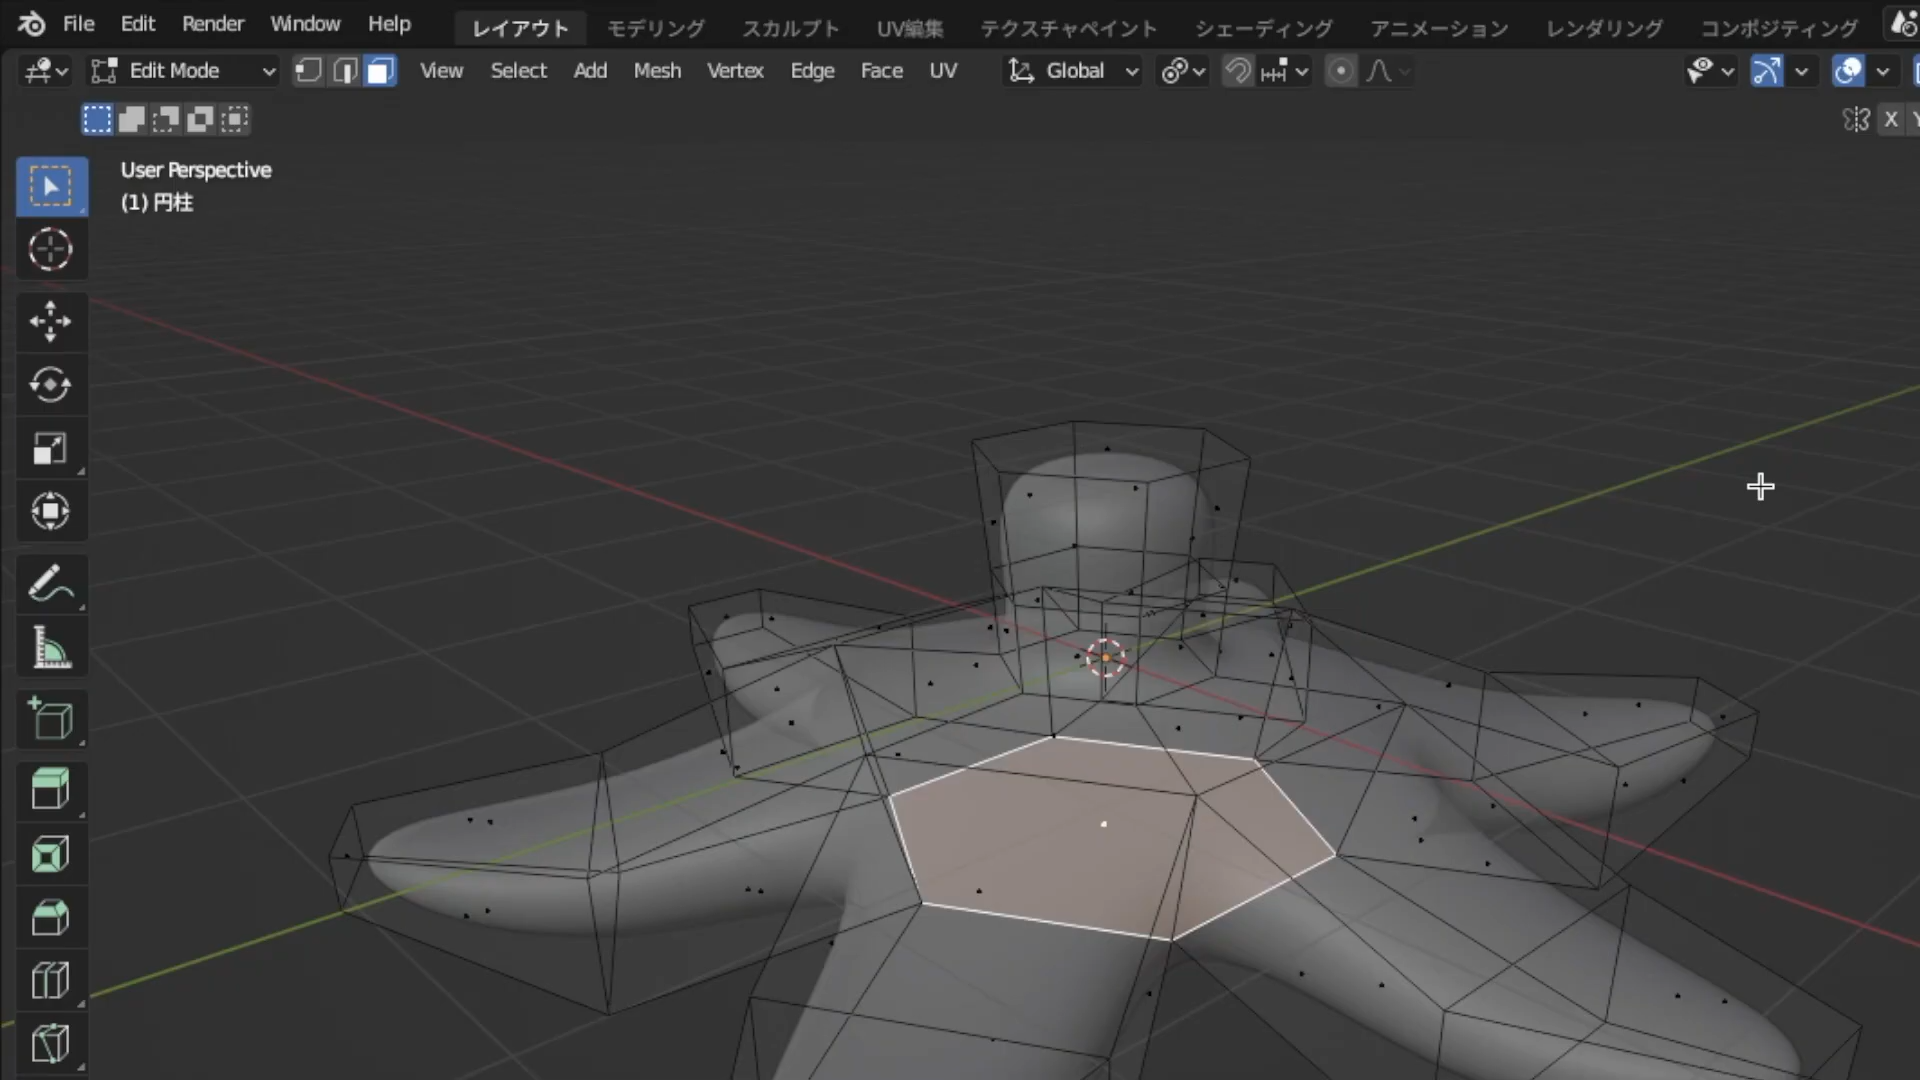 File Edit Render Window Help レイアウト モデリング スカルプト UV編集 テクスチャペイント シェーディング アニメーション レンダリング コンポジティング
Edit Mode View Select Add Mesh Vertex Edge Face UV Global
X
User Perspective
(1) 円柱